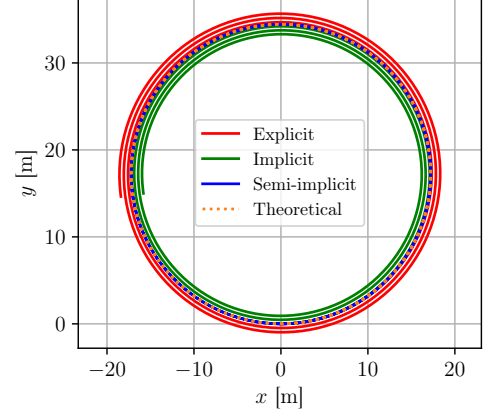 30
20
10
0
y [m]
Explicit
Implicit
Semi-implicit
Theoretical
−20 −10 0 10 20
x [m]